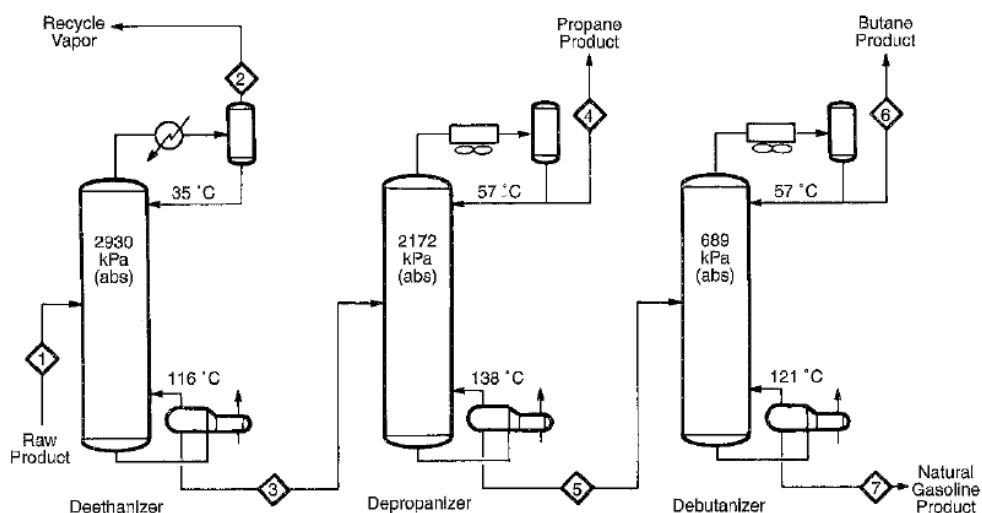 Recycle
Vapor
2
35 °C
2930
kPa
(abs)
1
116 °C
Raw
Product
3
Deethanizer
Propane
Product
4
57 °C
2172
kPa
(abs)
138 °C
5
Depropanizer
Butane
Product
6
57 °C
689
kPa
(abs)
121 °C
7
Natural
Gasoline
Product
Debutanizer